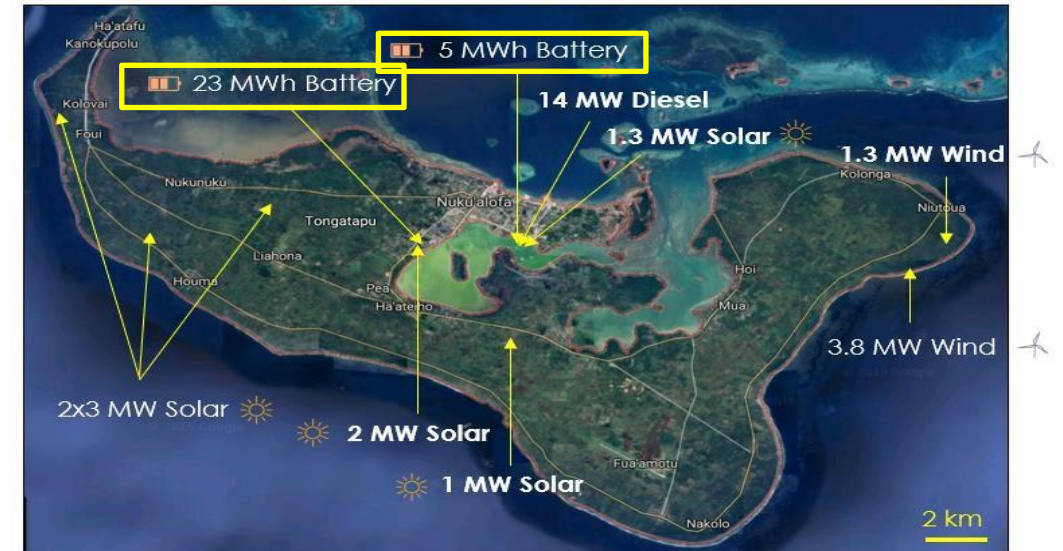 Ha'atafu
Kanokupolu
5 MWh Battery
23 MWh Battery
14 MW Diesel
Kolovai
Foui
1.3 MW Solar
1.3 MW Wind
Kolonga
Nukunuku
Nuku'alofa
Niutoua
Tongatapu
Liahona
Hoi
Houma
Pea
Ha'ateiho
Mua
3.8 MW Wind
2x3 MW Solar
2 MW Solar
Fua'amotu
1 MW Solar
Nakolo
2 km